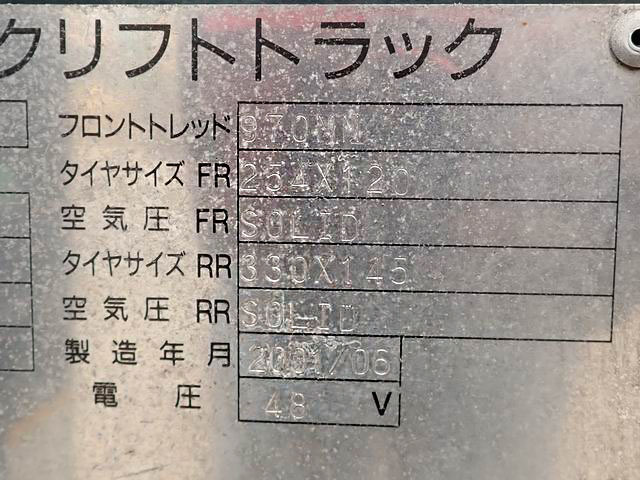 クリフトトラック
フロントトレッド 970MM
タイヤサイズ FR 254X120
空気圧 FR SOLID
タイヤサイズ RR 330X145
空気圧 RR SOLID
製造年月 2001/06
電圧 48 V